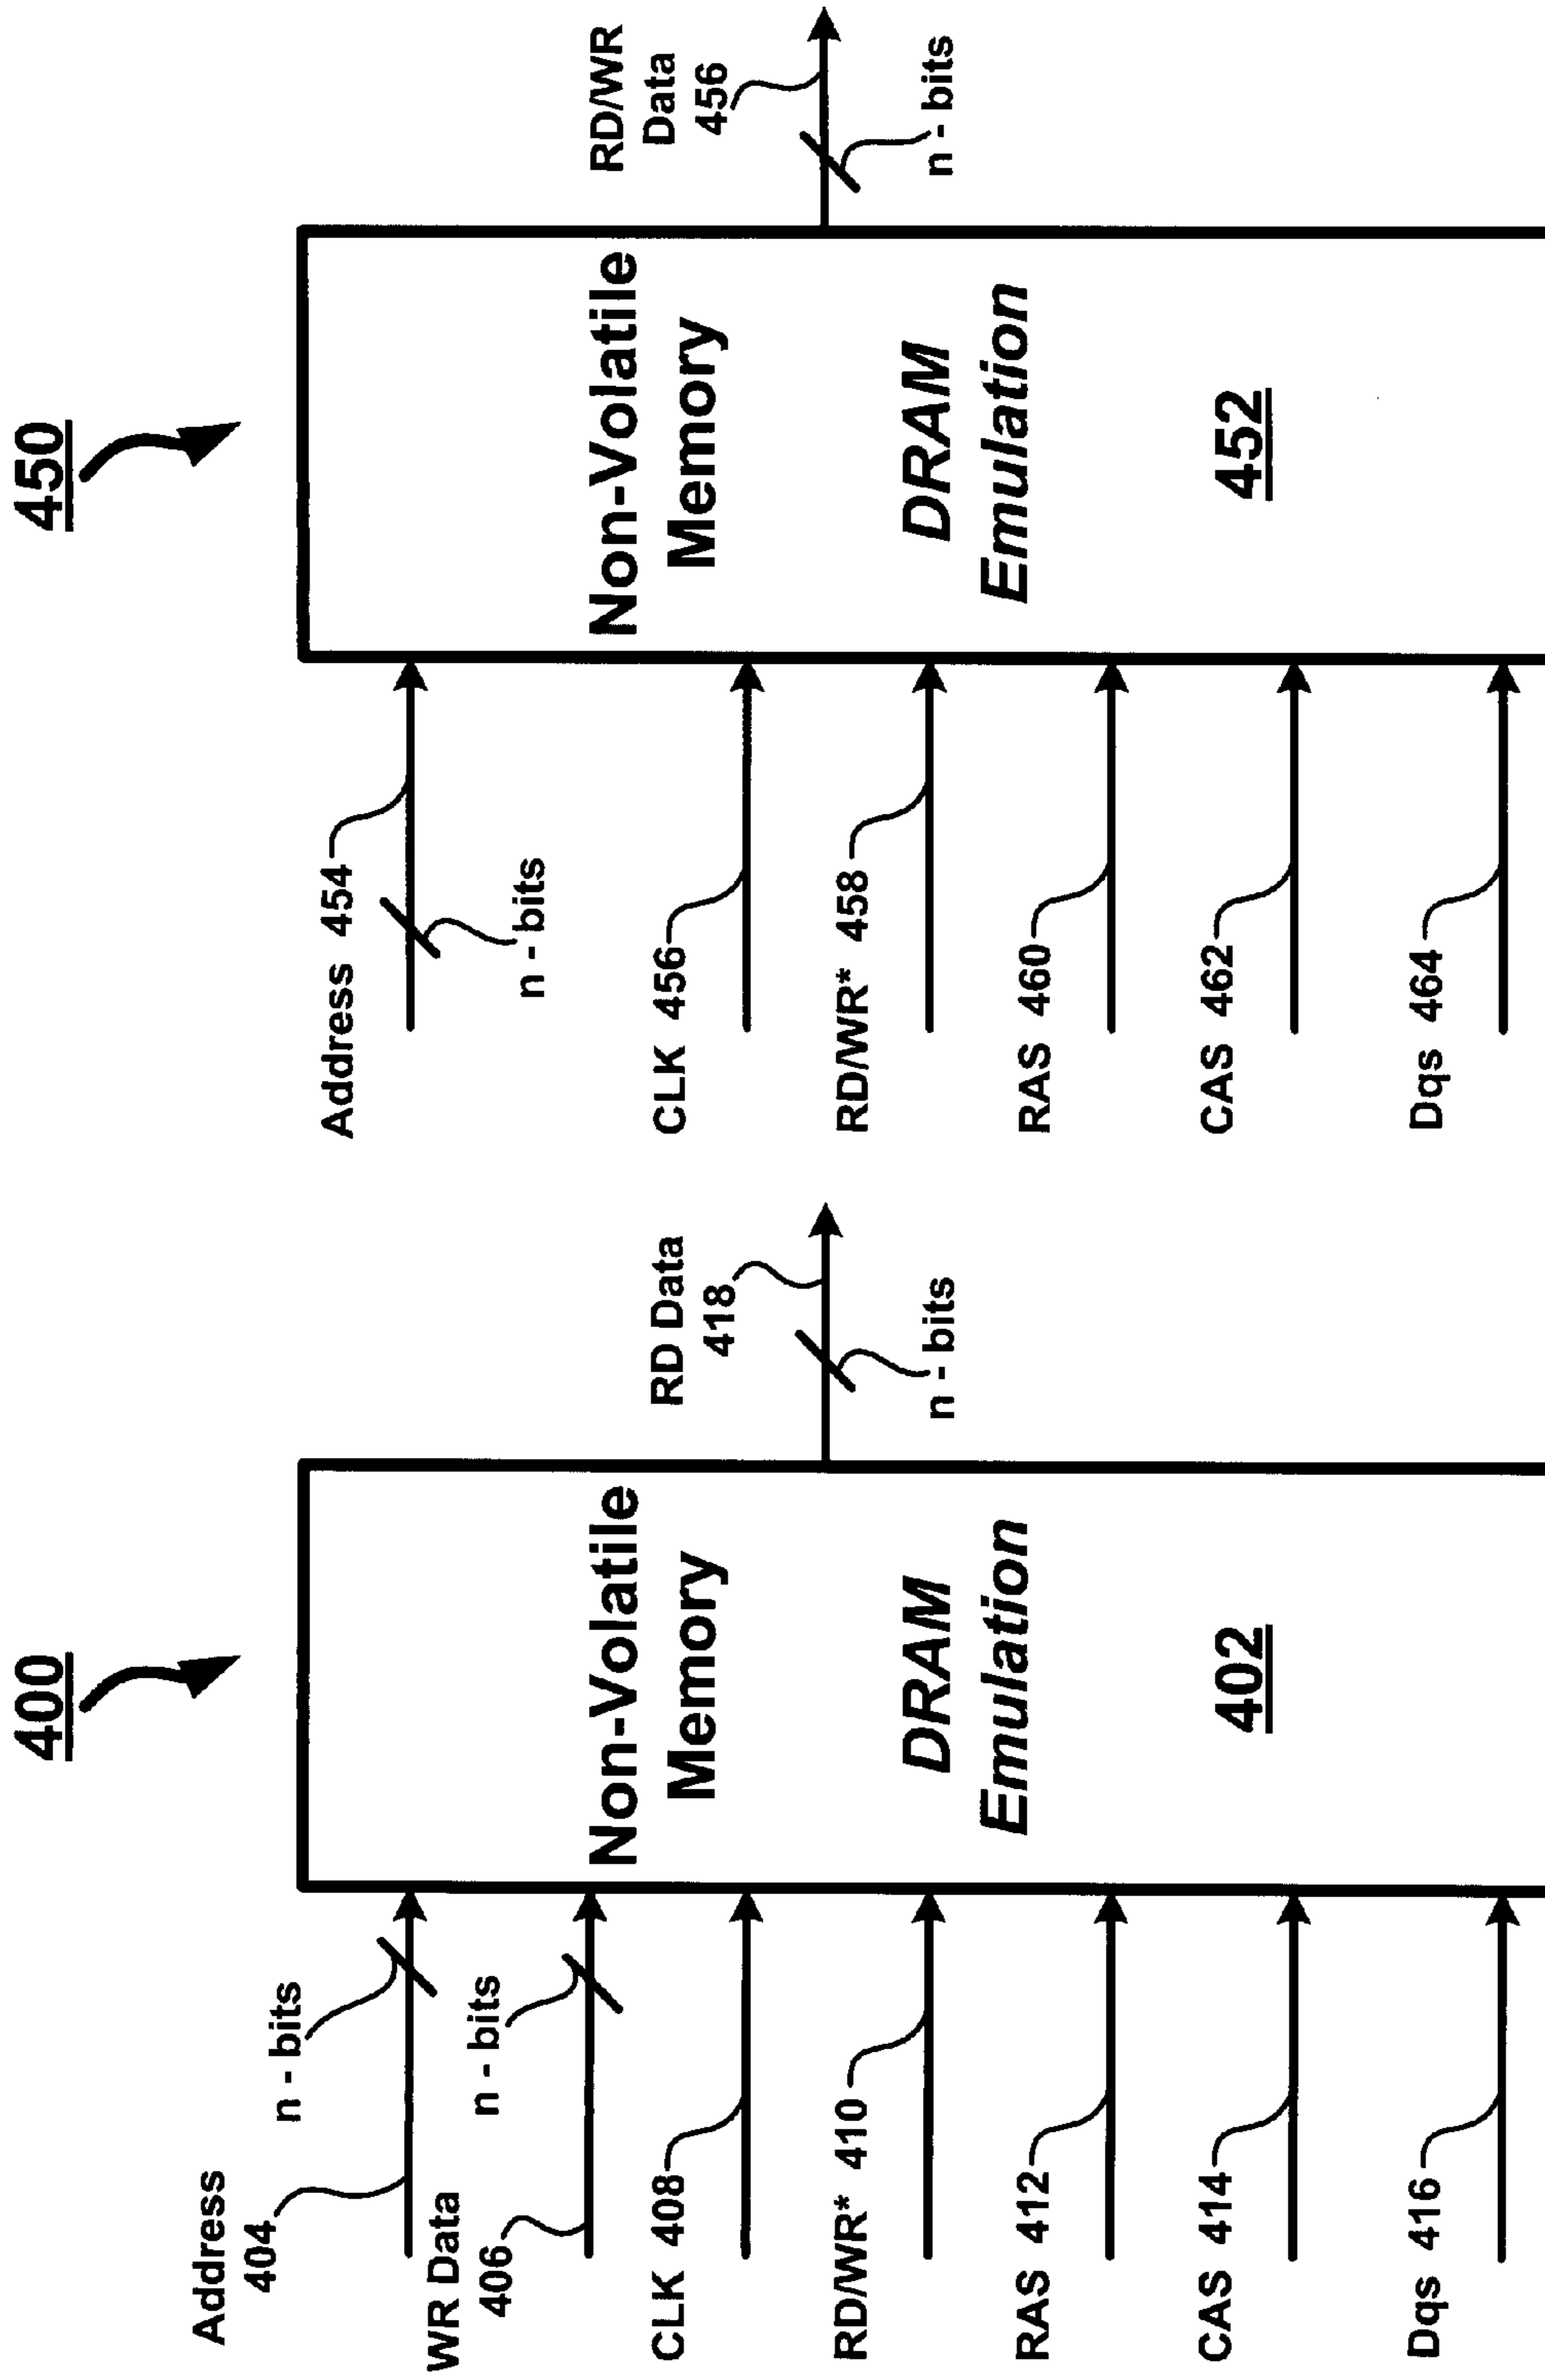 400
Address
404
n - bits
WR Data
406
n - bits
CLK 408
RD/WR* 410
RAS 412
CAS 414
Dqs 416
Non-Volatile
Memory
DRAM
Emulation
402
RD Data
418
n - bits
450
Address 454
n - bits
CLK 456
RD/WR* 458
RAS 460
CAS 462
Dqs 464
Non-Volatile
Memory
DRAM
Emulation
452
RD/WR
Data
456
n - bits